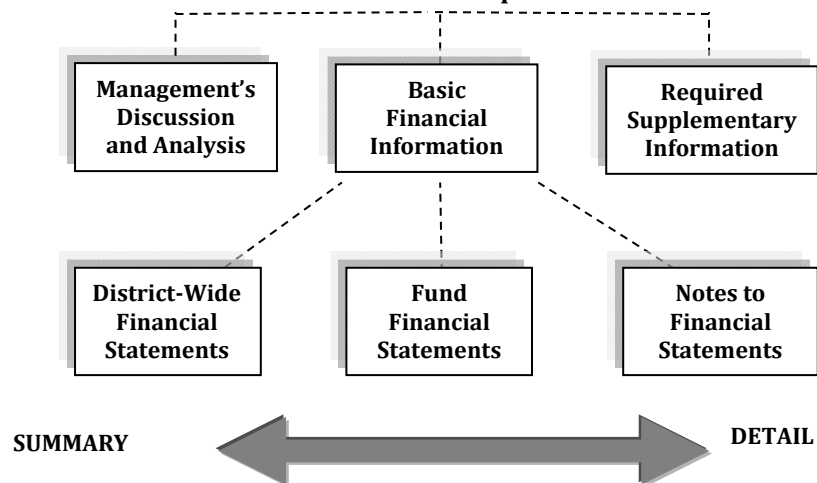 Management’s
Discussion
and Analysis
Basic
Financial
Information
Required
Supplementary
Information
District-Wide
Financial
Statements
Fund
Financial
Statements
Notes to
Financial
Statements
SUMMARY
DETAIL